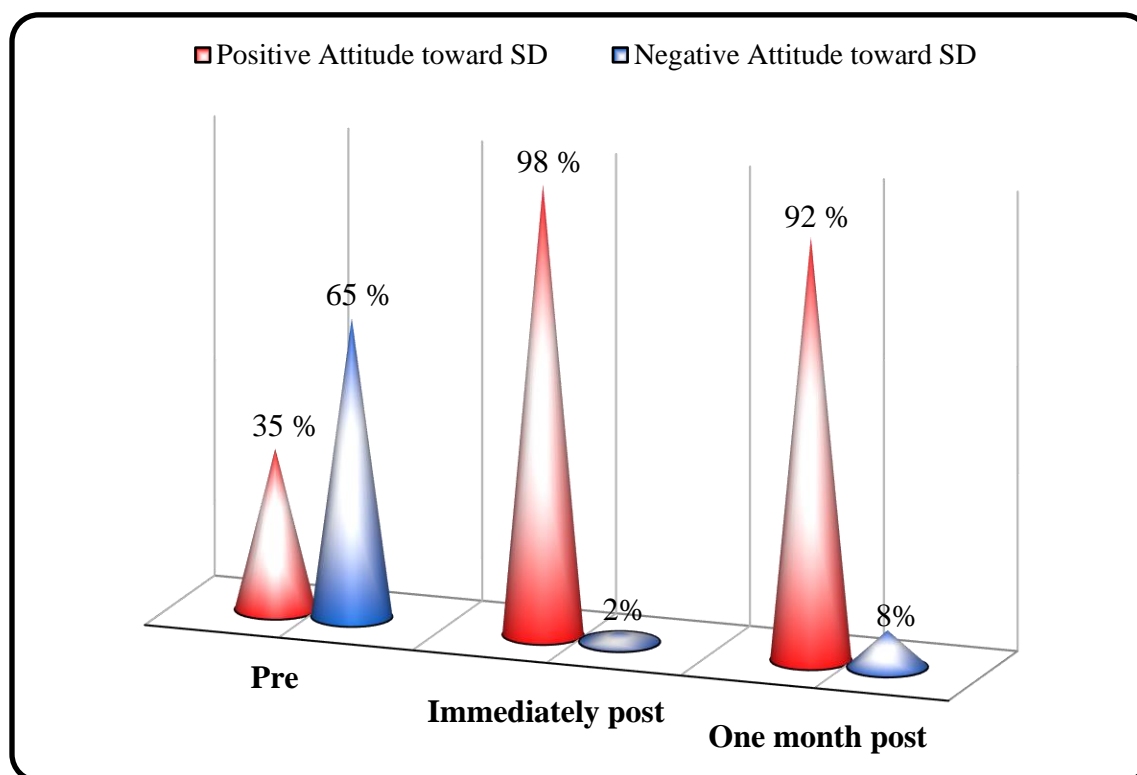 Positive Attitude toward SD Negative Attitude toward SD
98 %
92 %
65 %
35 %
2%
8%
Pre
Immediately post
One month post